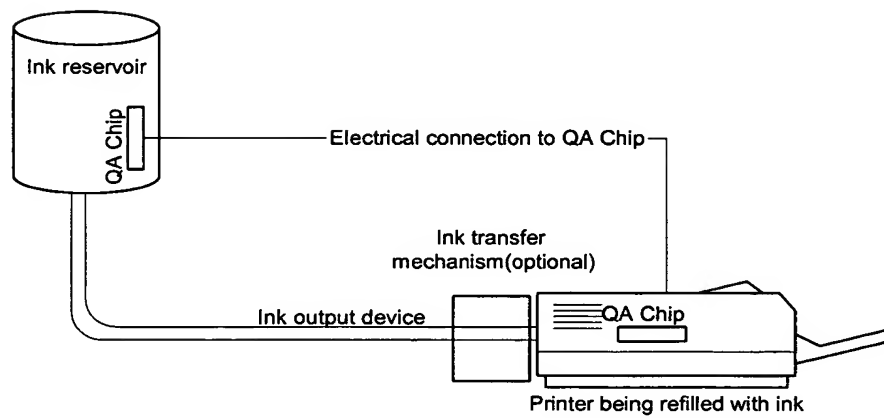 Ink reservoir
QA Chip
Electrical connection to QA Chip
Ink transfer
mechanism(optional)
Ink output device
QA Chip
Printer being refilled with ink